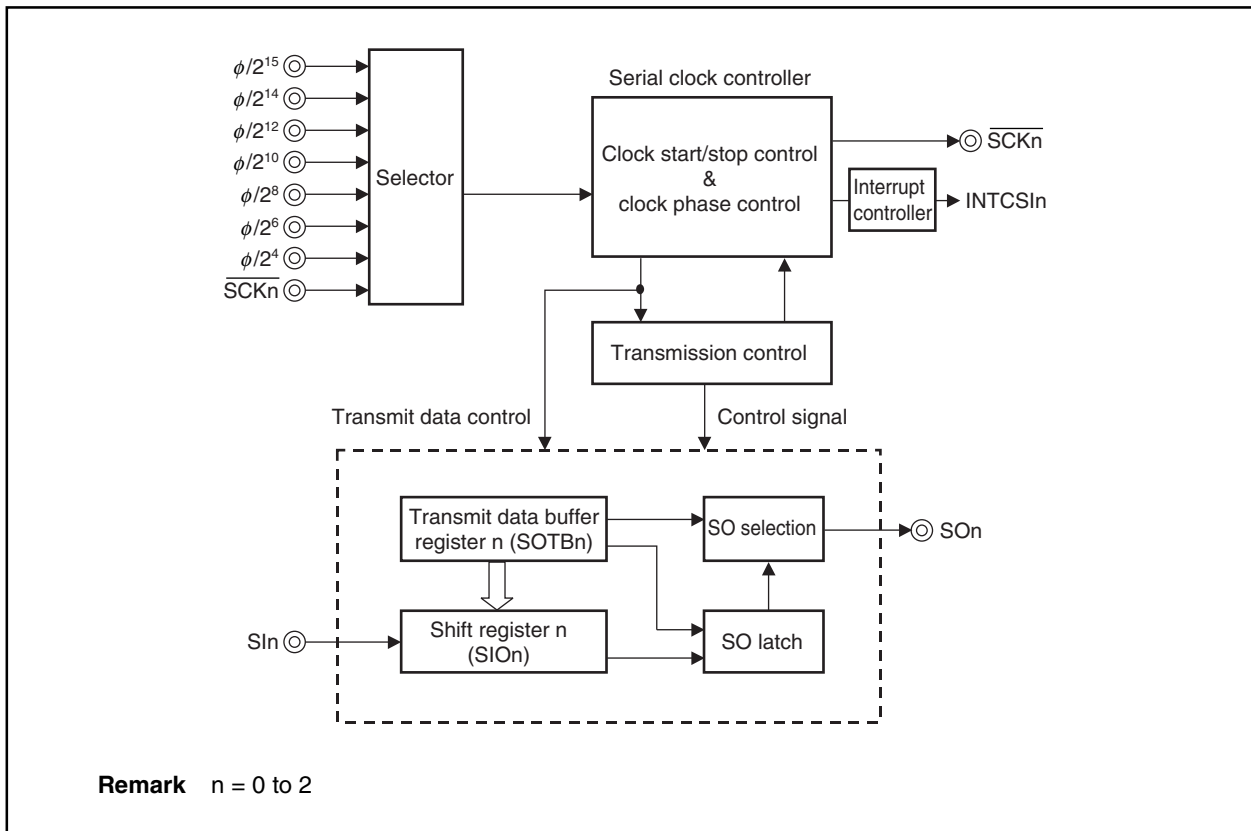 ϕ/2¹⁵
ϕ/2¹⁴
ϕ/2¹²
ϕ/2¹⁰
ϕ/2⁸
ϕ/2⁶
ϕ/2⁴
S̅C̅K̅n̅
Selector
Serial clock controller
Clock start/stop control
&
clock phase control
S̅C̅K̅n̅
Interrupt
controller
INTCSIn
Transmission control
Transmit data control
Control signal
Transmit data buffer
register n (SOTBn)
SO selection
SOn
SIn
Shift register n
(SIOn)
SO latch
Remark n = 0 to 2